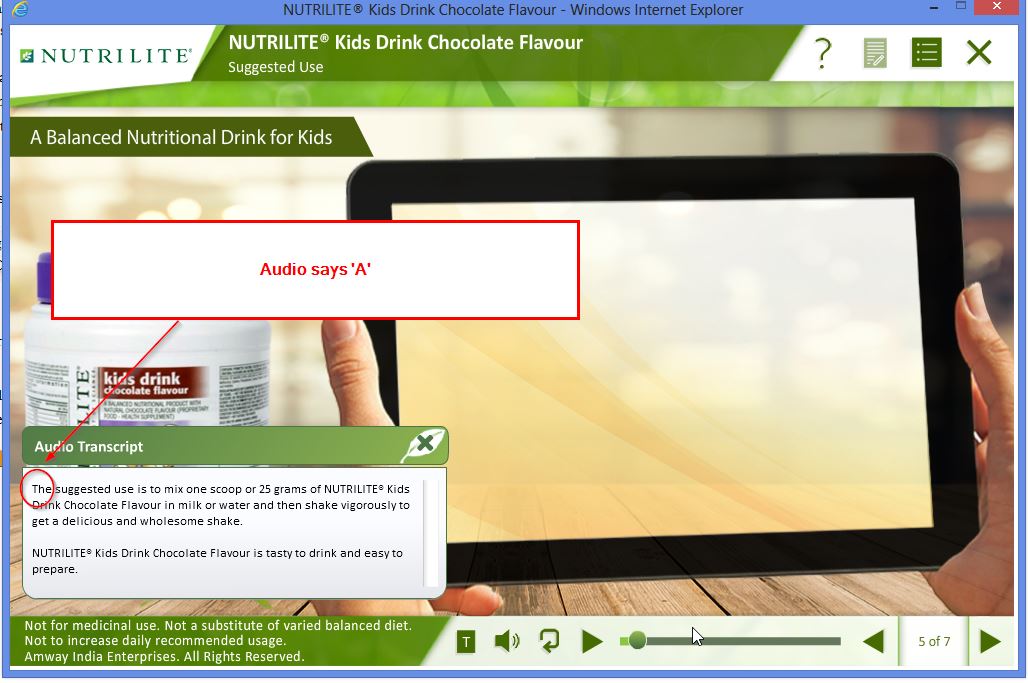 NUTRILITE® Kids Drink Chocolate Flavour - Windows Internet Explorer
NUTRILITE®
NUTRILITE® Kids Drink Chocolate Flavour
Suggested Use
?
A Balanced Nutritional Drink for Kids
Audio says 'A'
kids drink
chocolate flavour
A BALANCED NUTRITIONAL PRODUCT WITH
NATURAL CHOCOLATE FLAVOUR (PROPRIETARY
FOOD - HEALTH SUPPLEMENT)
Audio Transcript
The suggested use is to mix one scoop or 25 grams of NUTRILITE® Kids
Drink Chocolate Flavour in milk or water and then shake vigorously to
get a delicious and wholesome shake.
NUTRILITE® Kids Drink Chocolate Flavour is tasty to drink and easy to
prepare.
Not for medicinal use. Not a substitute of varied balanced diet.
Not to increase daily recommended usage.
Amway India Enterprises. All Rights Reserved.
T
5 of 7